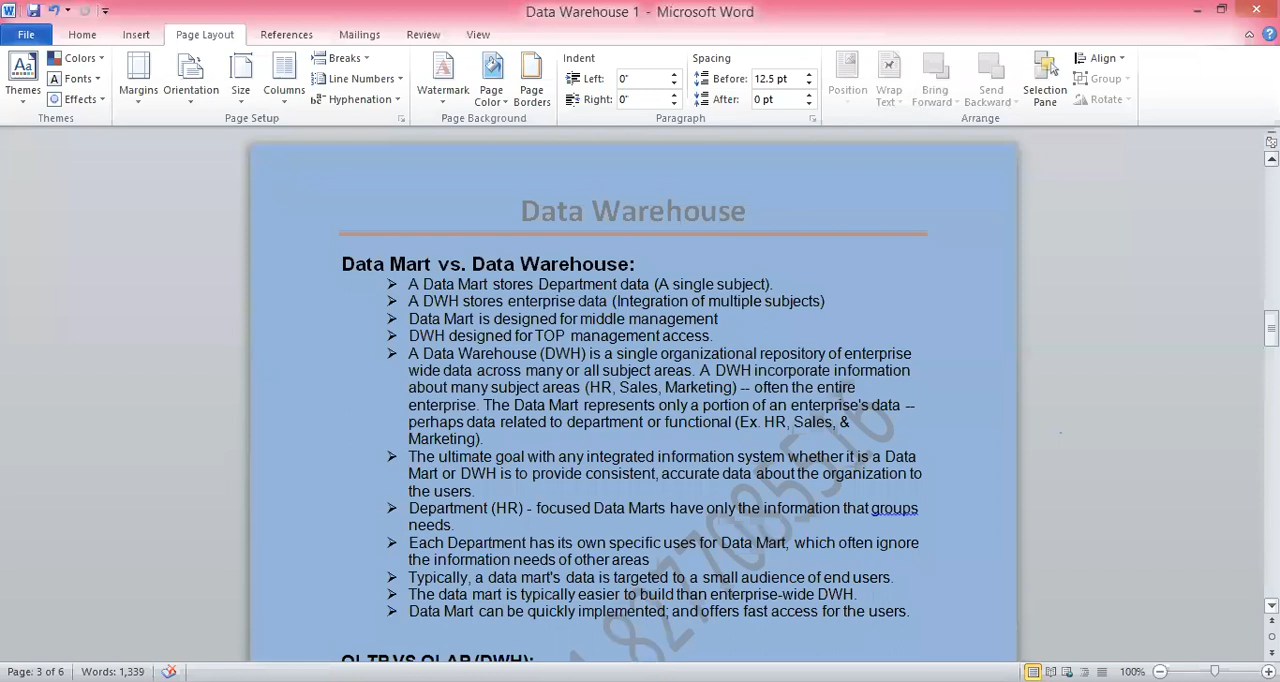 Data Warehouse 1 - Microsoft Word
File Home Insert Page Layout References Mailings Review View
Themes
Colors
Fonts
Effects
Themes
Margins
Orientation
Size
Columns
Breaks
Line Numbers
Hyphenation
Page Setup
Watermark
Page Color
Page Borders
Page Background
Indent
Left: 0"
Right: 0"
Spacing
Before: 12.5 pt
After: 0 pt
Paragraph
Position
Wrap Text
Bring Forward
Send Backward
Selection Pane
Align
Group
Rotate
Arrange
Data Warehouse
Data Mart vs. Data Warehouse:
A Data Mart stores Department data (A single subject).
A DWH stores enterprise data (Integration of multiple subjects)
Data Mart is designed for middle management
DWH designed for TOP management access.
A Data Warehouse (DWH) is a single organizational repository of enterprise
wide data across many or all subject areas. A DWH incorporate information
about many subject areas (HR, Sales, Marketing) -- often the entire
enterprise. The Data Mart represents only a portion of an enterprise's data --
perhaps data related to department or functional (Ex. HR, Sales, &
Marketing).
The ultimate goal with any integrated information system whether it is a Data
Mart or DWH is to provide consistent, accurate data about the organization to
the users.
Department (HR) - focused Data Marts have only the information that groups
needs.
Each Department has its own specific uses for Data Mart, which often ignore
the information needs of other areas
Typically, a data mart's data is targeted to a small audience of end users.
The data mart is typically easier to build than enterprise-wide DWH.
Data Mart can be quickly implemented; and offers fast access for the users.
OLTP VS OLAP (DWH):
Page: 3 of 6 Words: 1,339 100%